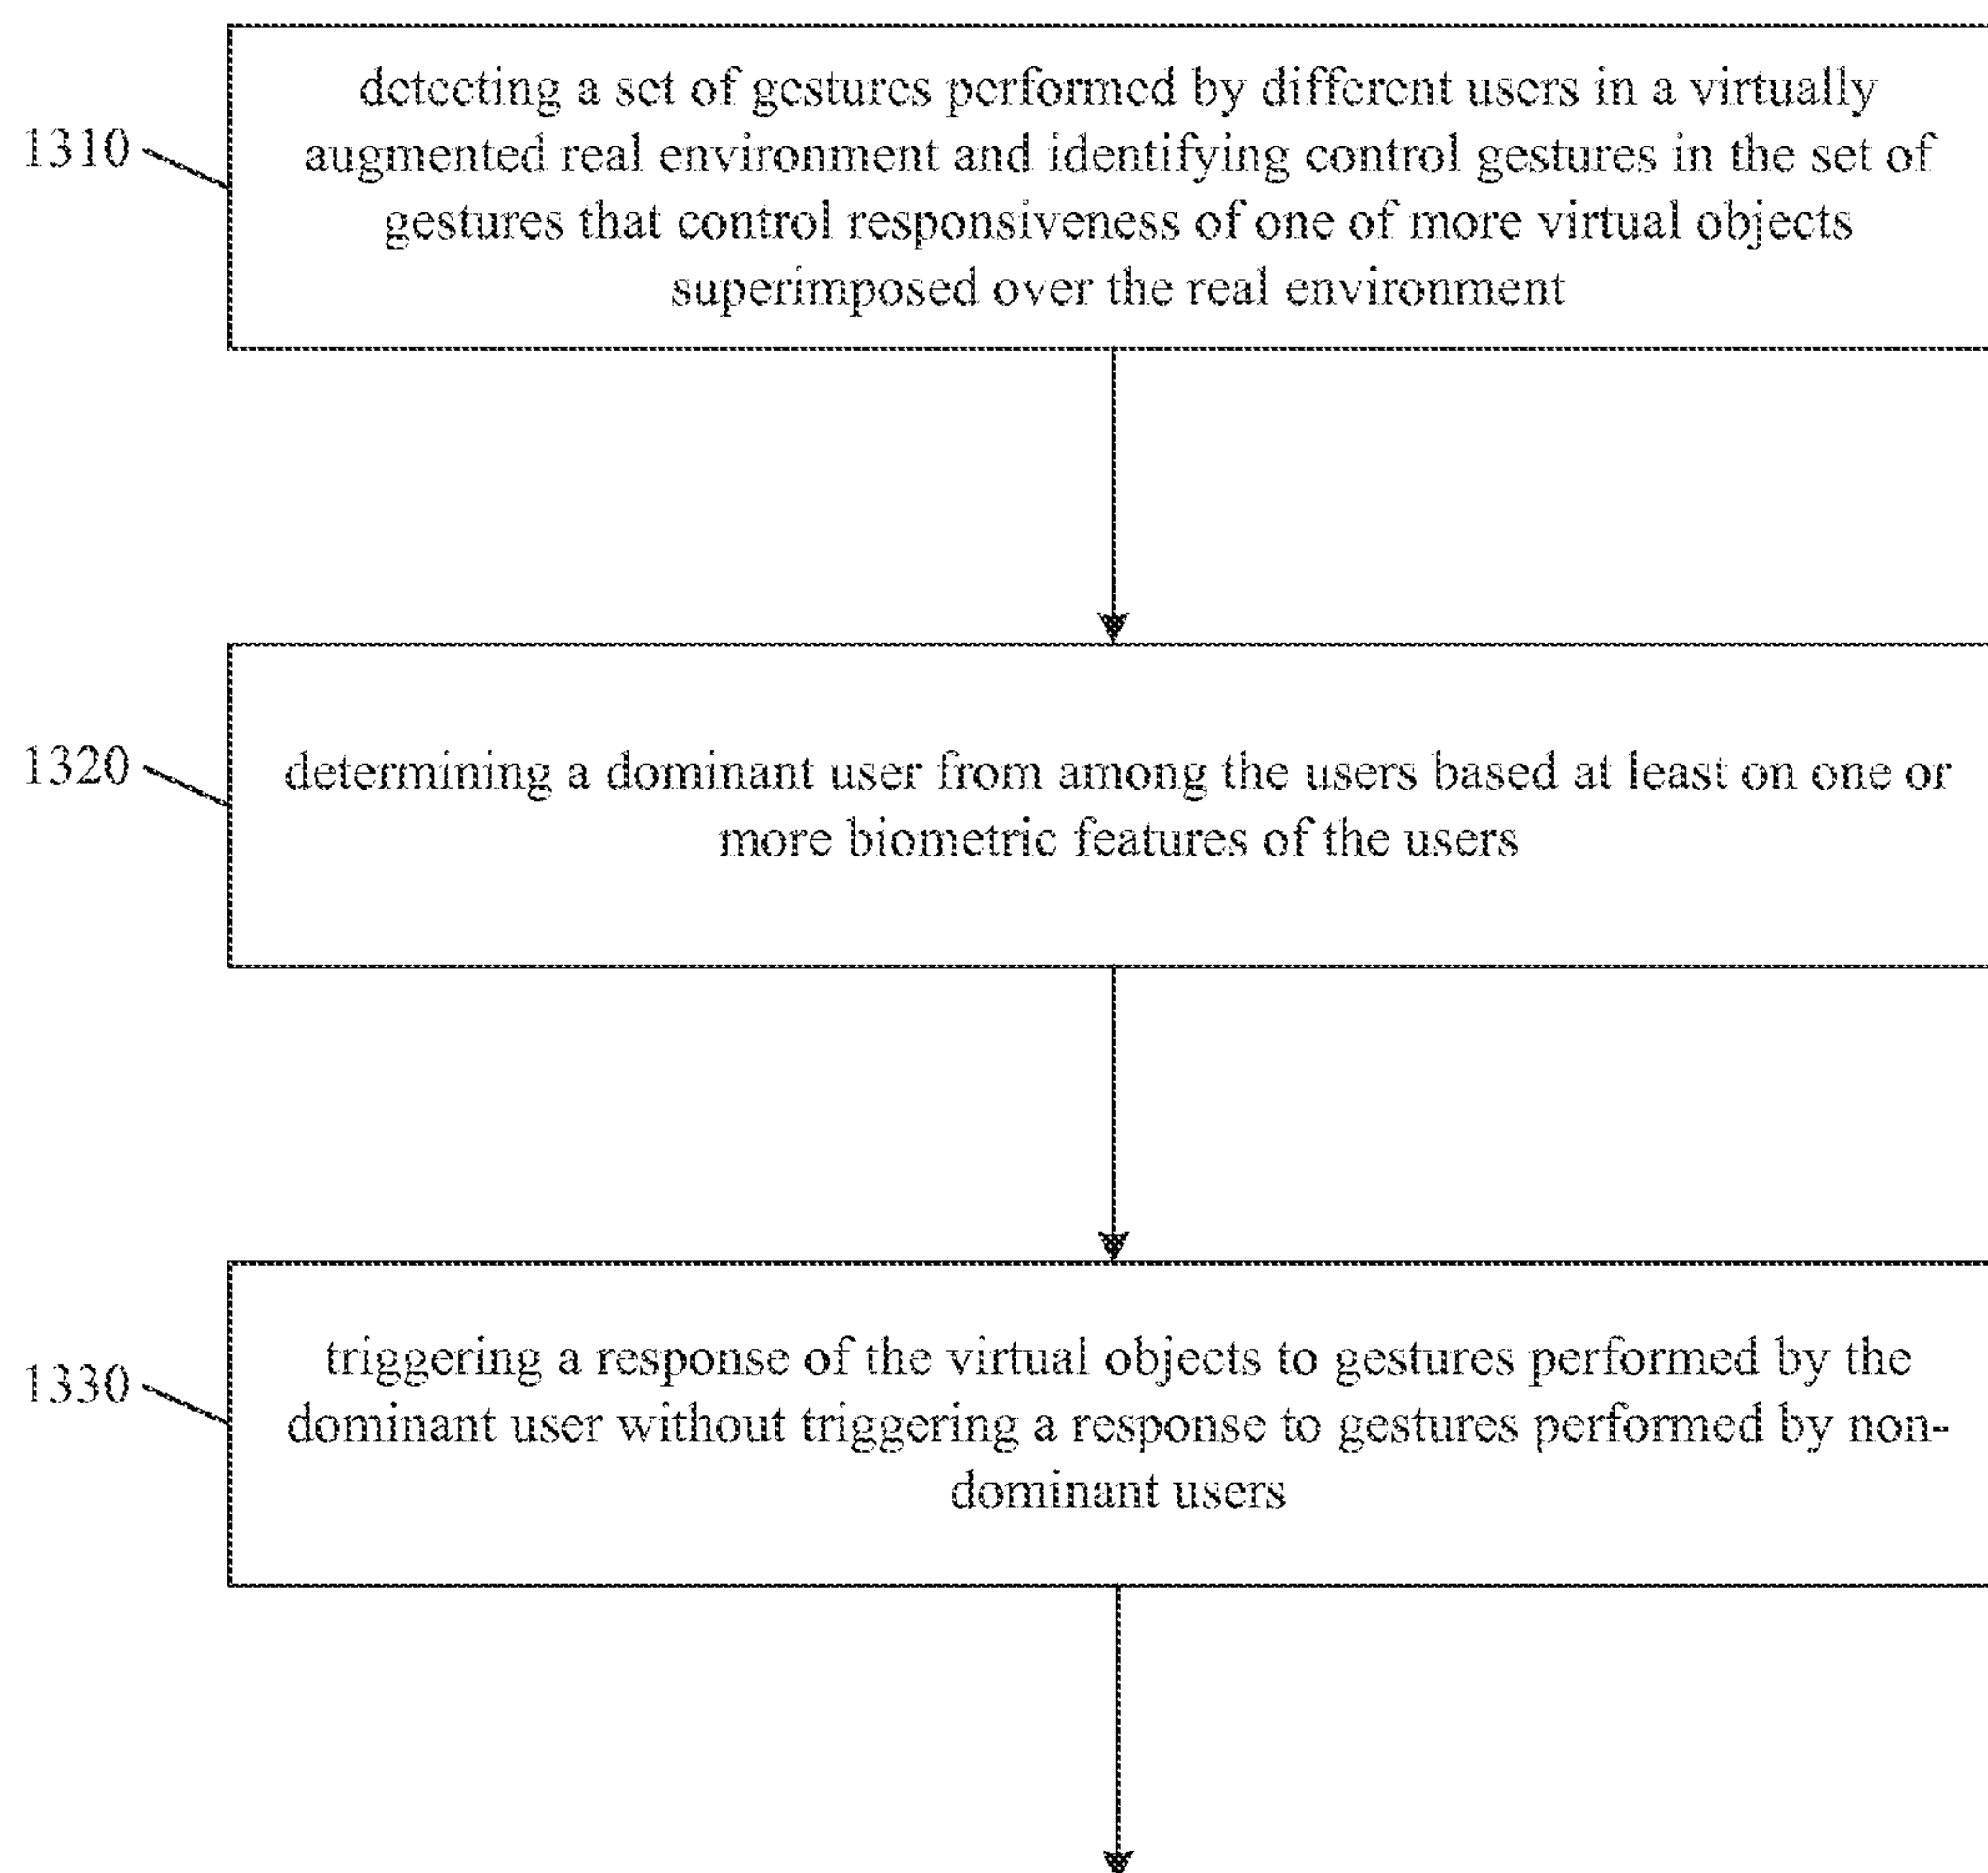 detecting a set of gestures performed by different users in a virtually
1310
augmented real environment and identifying control gestures in the set of
gestures that control responsiveness of one of more virtual objects
superimposed over the real environment
1320
determining a dominant user from among the users based at least on one or
more biometric features of the users
triggering a response of the virtual objects to gestures performed by the
1330
dominant user without triggering a response to gestures performed by non-
dominant users